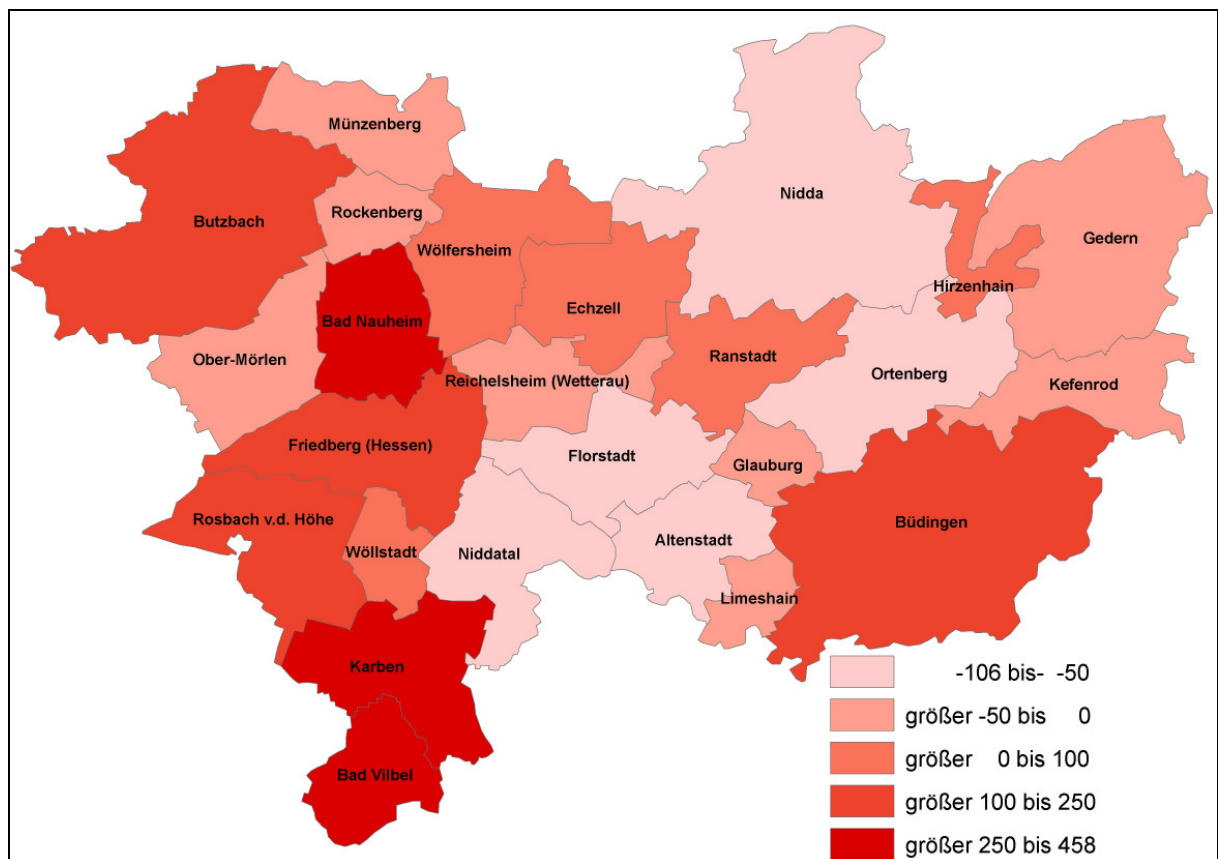 Münzenberg
Nidda
Rockenberg
Butzbach
Gedern
Wölfersheim
Hirzenhain
Echzell
Bad Nauheim
Ranstadt
Ober-Mörlen
Ortenberg
Reichelsheim (Wetterau)
Kefenrod
Friedberg (Hessen)
Florstadt
Glauburg
Rosbach v.d. Höhe
Büdingen
Altenstadt
Wöllstadt
Niddatal
Limeshain
Karben
Bad Vilbel
-106 bis- -50
größer -50 bis 0
größer 0 bis 100
größer 100 bis 250
größer 250 bis 458